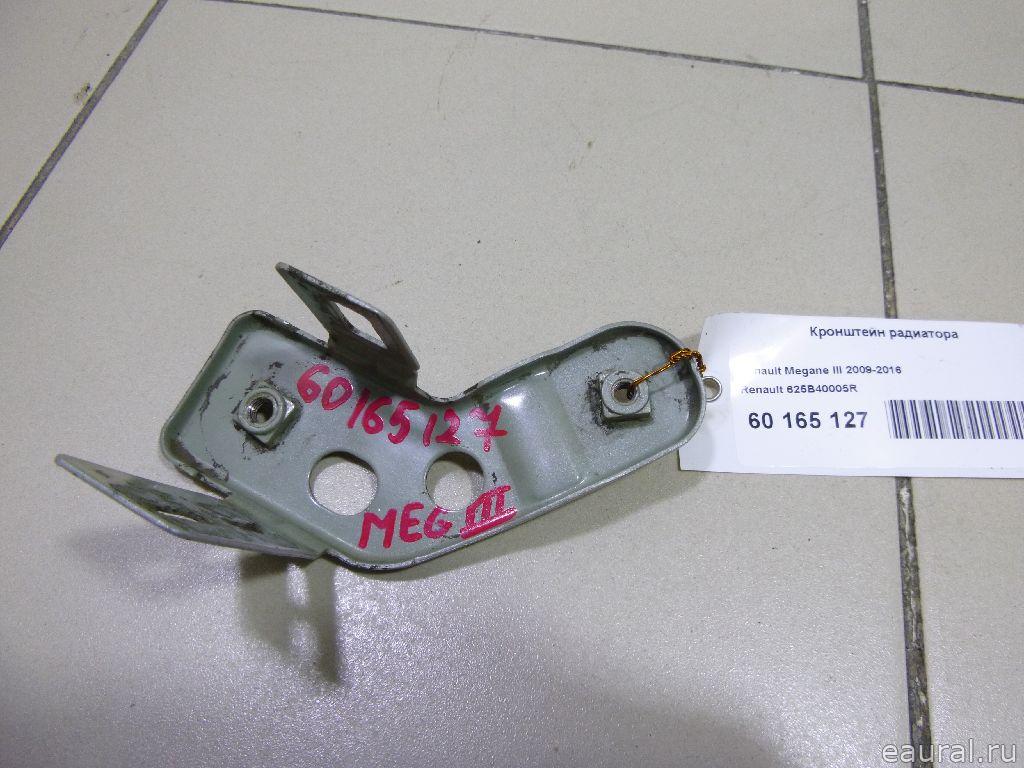 60165127
MEG III
Кронштейн радиатора
nault Megane III 2009-2016
Renault 625B40005R
60 165 127
eaural.ru